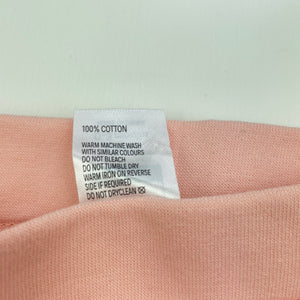 100% COTTON
WARM MACHINE WASH
WITH SIMILAR COLOURS
DO NOT BLEACH
DO NOT TUMBLE DRY
WARM IRON ON REVERSE
SIDE IF REQUIRED
DO NOT DRYCLEAN